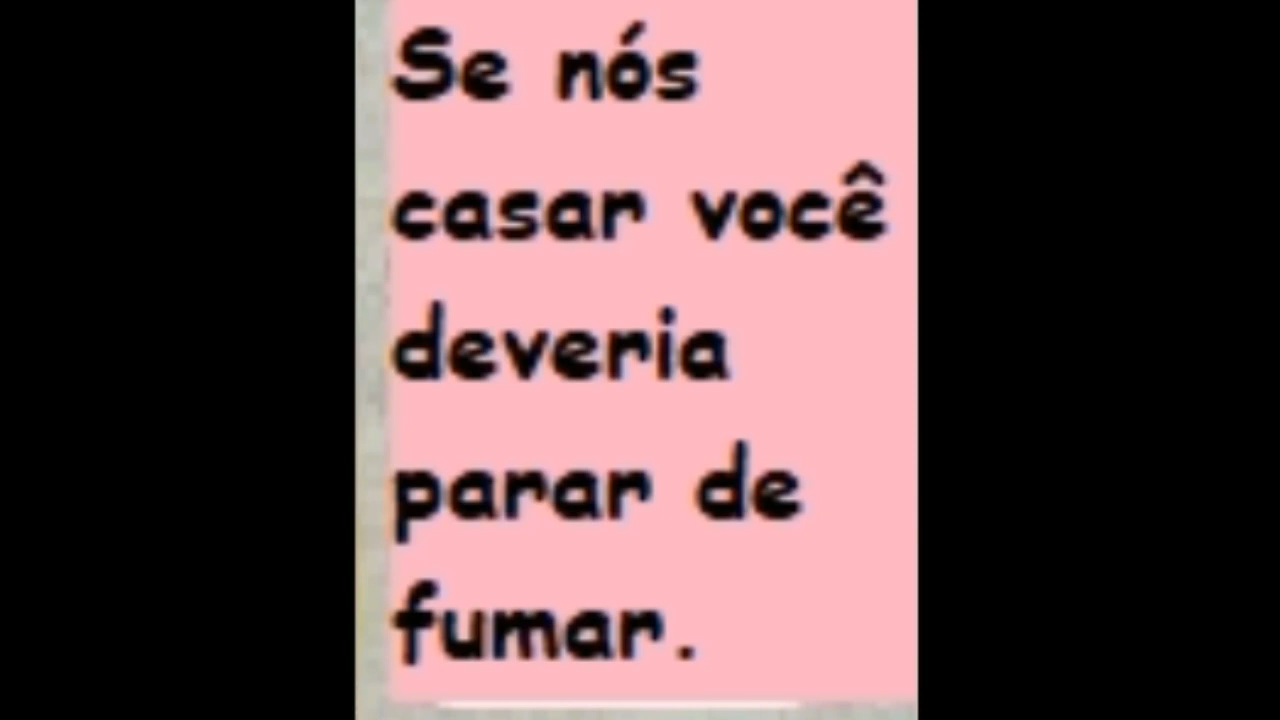 Se nós
casar você
deveria
parar de
fumar.